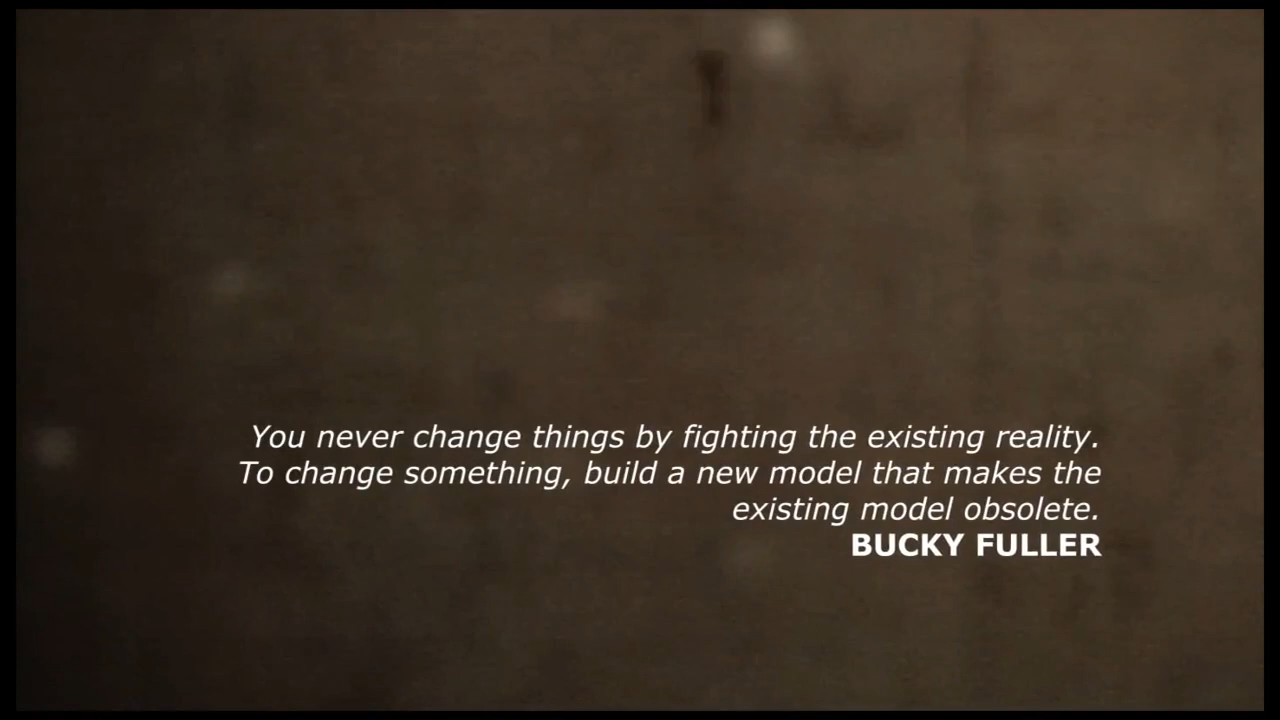 You never change things by fighting the existing reality.
To change something, build a new model that makes the
existing model obsolete.
BUCKY FULLER